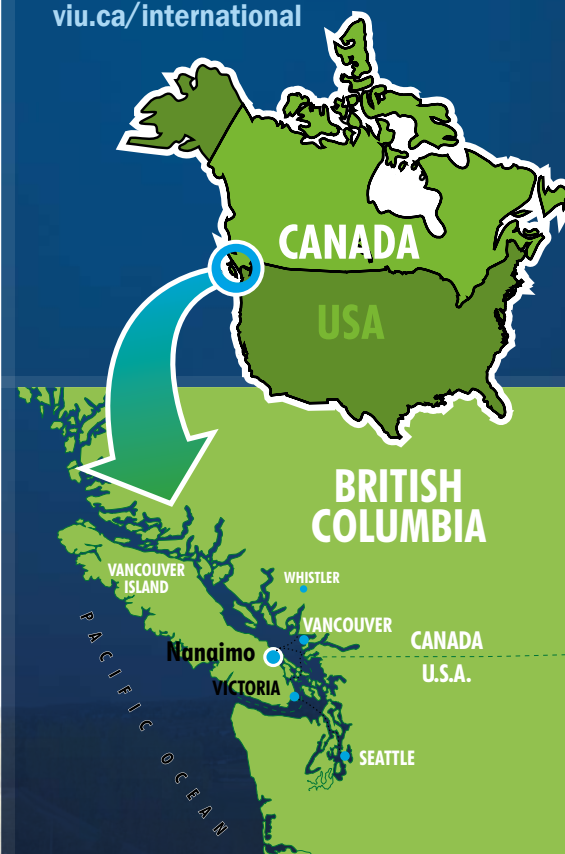 viu.ca/international
CANADA
USA
BRITISH
COLUMBIA
VANCOUVER
ISLAND
WHISTLER
VANCOUVER
Nanaimo
CANADA
U.S.A.
VICTORIA
SEATTLE
PACIFIC OCEAN